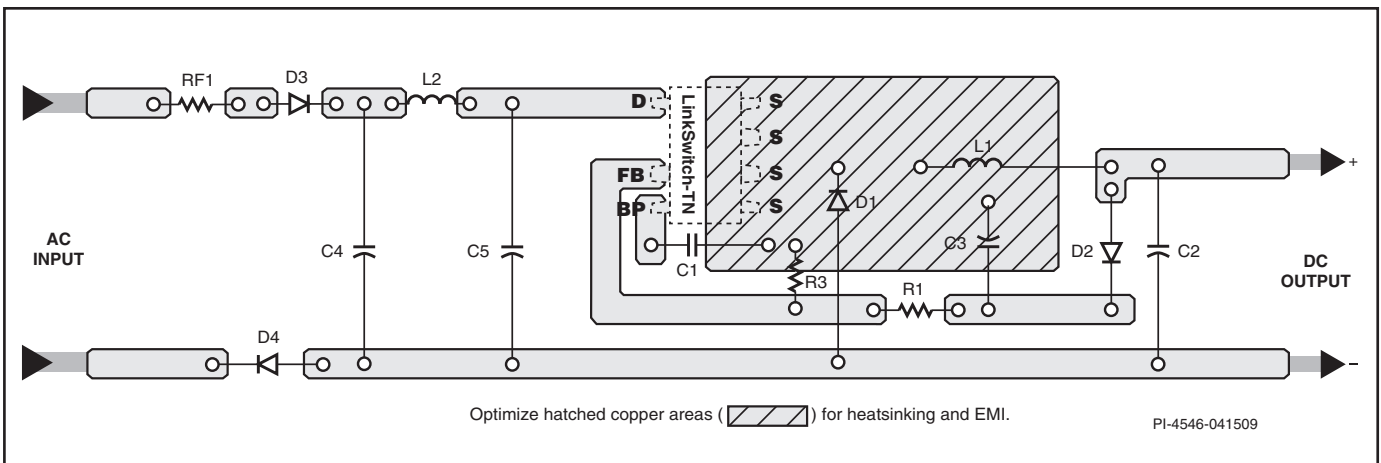 RF1
D3
L2
D
S
S
FB
S
BP
S
LinkSwitch-TN
L1
+
D1
AC
INPUT
C4
C5
C1
C3
D2
C2
DC
OUTPUT
R3
R1
D4
–
Optimize hatched copper areas ( ) for heatsinking and EMI.
PI-4546-041509